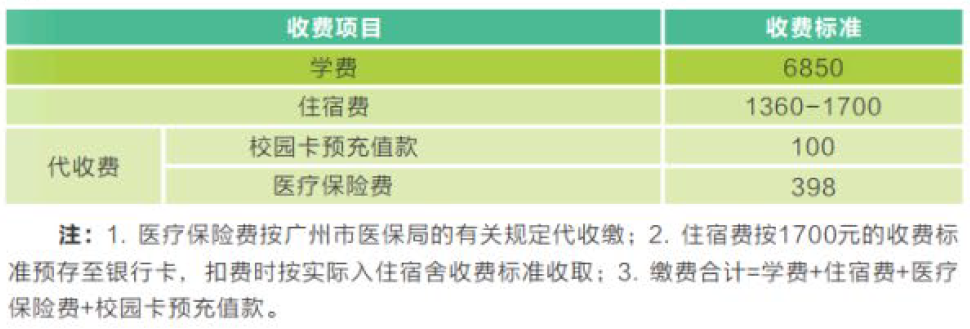 收费项目 收费标准
学费 6850
住宿费 1360-1700
代收费 校园卡预充值款 100
医疗保险费 398
注：1. 医疗保险费按广州市医保局的有关规定代收缴；2. 住宿费按1700元的收费标
准预存至银行卡，扣费时按实际入住宿舍收费标准收取；3. 缴费合计=学费+住宿费+医疗
保险费+校园卡预充值款。